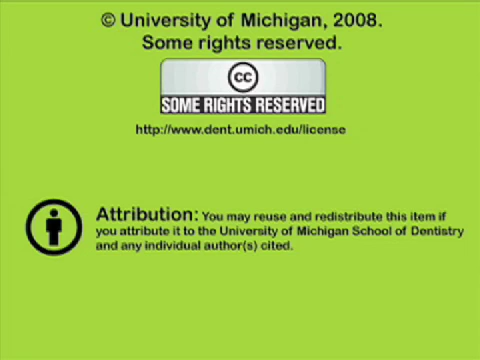 © University of Michigan, 2008.
Some rights reserved.
cc
SOME RIGHTS RESERVED
http://www.dent.umich.edu/license
Attribution: You may reuse and redistribute this item if
you attribute it to the University of Michigan School of Dentistry
and any individual author(s) cited.